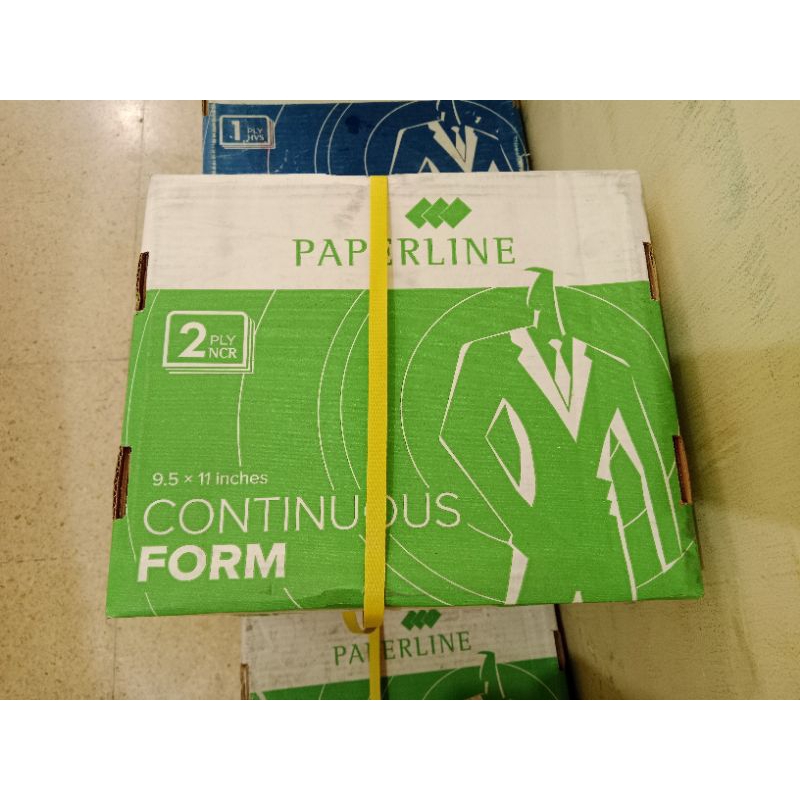 1 PLY
HVS
PAPERLINE
2 PLY
NCR
9.5 × 11 inches
CONTINUOUS
FORM
PAPERLINE